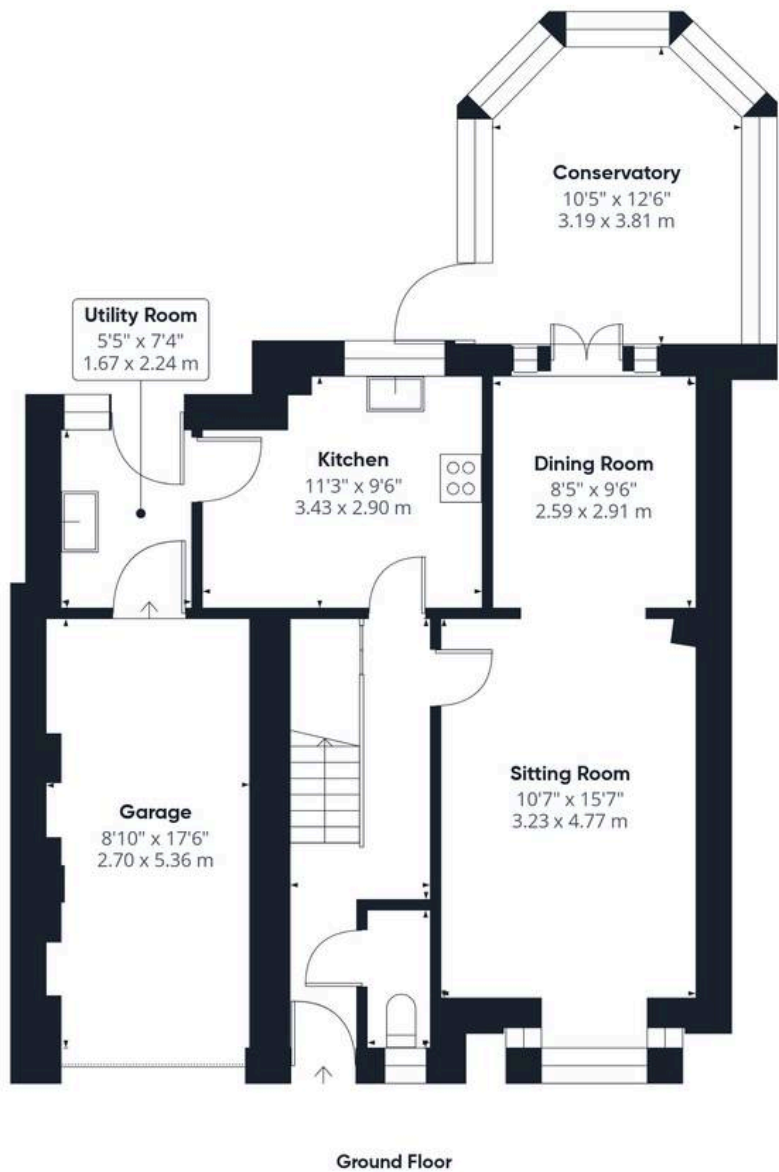 Conservatory
10'5" x 12'6"
3.19 x 3.81 m
Utility Room
5'5" x 7'4"
1.67 x 2.24 m
Kitchen
11'3" x 9'6"
3.43 x 2.90 m
Dining Room
8'5" x 9'6"
2.59 x 2.91 m
Sitting Room
10'7" x 15'7"
3.23 x 4.77 m
Garage
8'10" x 17'6"
2.70 x 5.36 m
Ground Floor